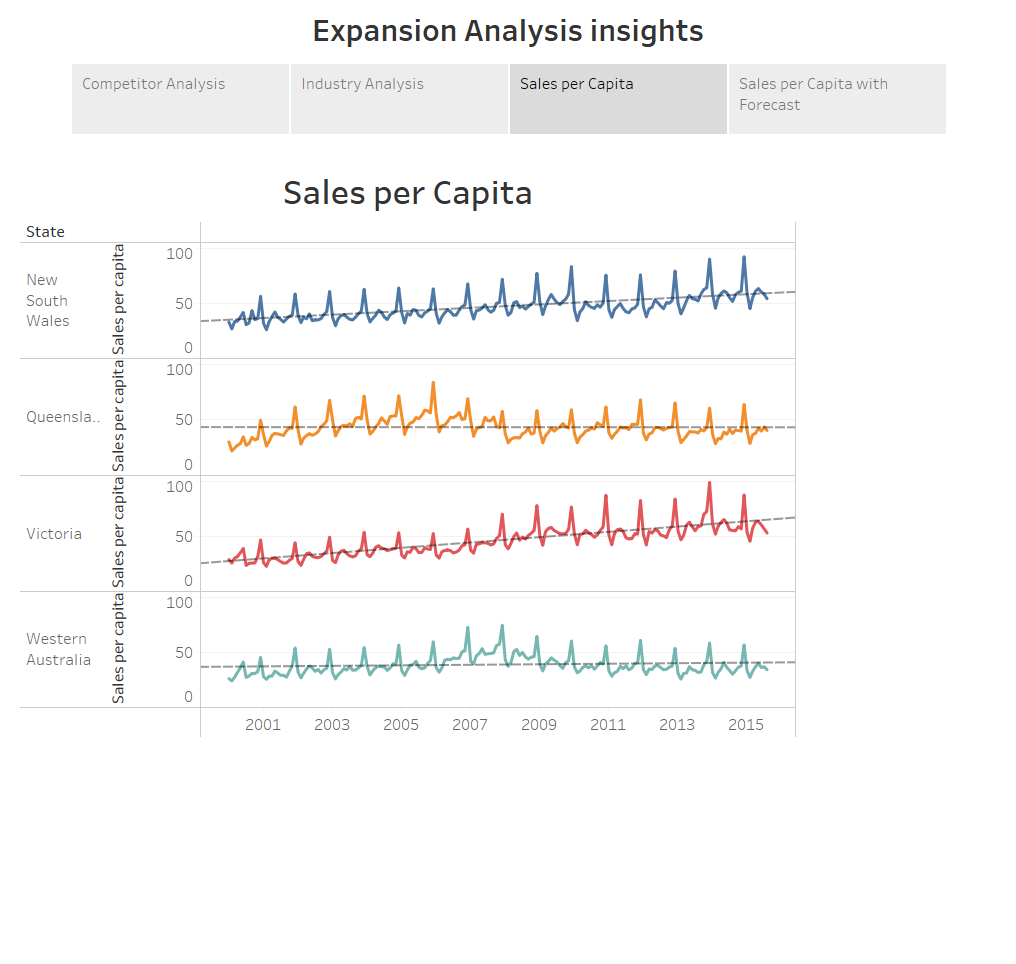 Expansion Analysis insights
Competitor Analysis
Industry Analysis
Sales per Capita
Sales per Capita with
Forecast
Sales per Capita
State
New
South
Wales
Sales per capita
100
50
0
Queensla..
Sales per capita
100
50
0
Victoria
Sales per capita
100
50
0
Western
Australia
Sales per capita
100
50
0
2001 2003 2005 2007 2009 2011 2013 2015